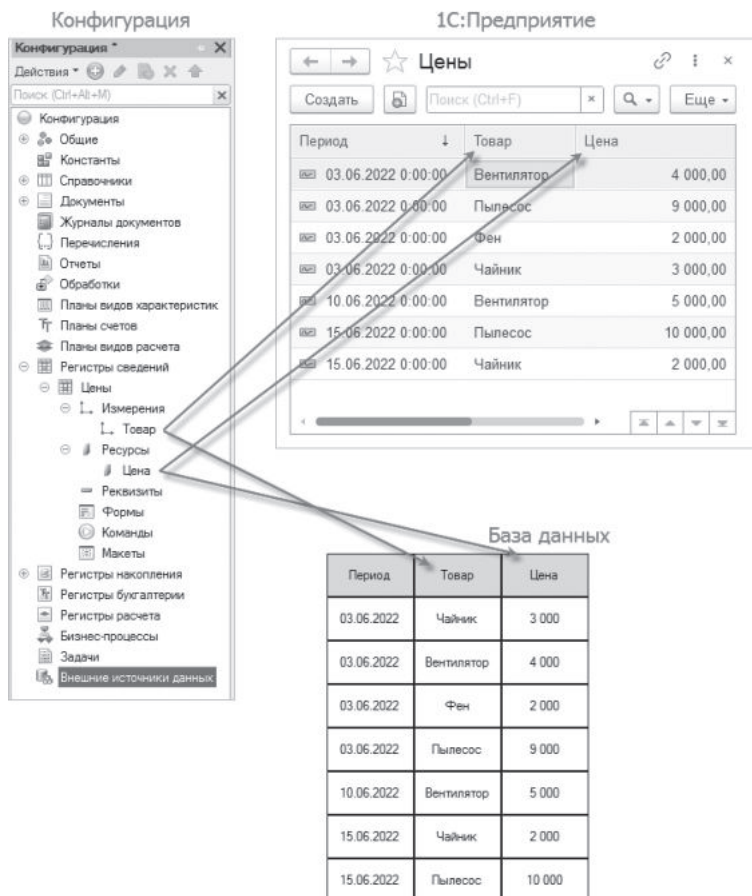 Конфигурация
Конфигурация *
Действия
Поиск (Ctrl+Alt+M)
Конфигурация
Общие
Константы
Справочники
Документы
Журналы документов
Перечисления
Отчеты
Обработки
Планы видов характеристик
Планы счетов
Планы видов расчета
Регистры сведений
Цены
Измерения
Товар
Ресурсы
Цена
Реквизиты
Формы
Команды
Макеты
Регистры накопления
Регистры бухгалтерии
Регистры расчета
Бизнес-процессы
Задачи
Внешние источники данных
1С:Предприятие
Цены
Создать Поиск (Ctrl+F) Еще
Период Товар Цена
03.06.2022 0:00:00 Вентилятор 4 000,00
03.06.2022 0:00:00 Пылесос 9 000,00
03.06.2022 0:00:00 Фен 2 000,00
03.06.2022 0:00:00 Чайник 3 000,00
10.06.2022 0:00:00 Вентилятор 5 000,00
15.06.2022 0:00:00 Пылесос 10 000,00
15.06.2022 0:00:00 Чайник 2 000,00
База данных
Период Товар Цена
03.06.2022 Чайник 3 000
03.06.2022 Вентилятор 4 000
03.06.2022 Фен 2 000
03.06.2022 Пылесос 9 000
10.06.2022 Вентилятор 5 000
15.06.2022 Чайник 2 000
15.06.2022 Пылесос 10 000